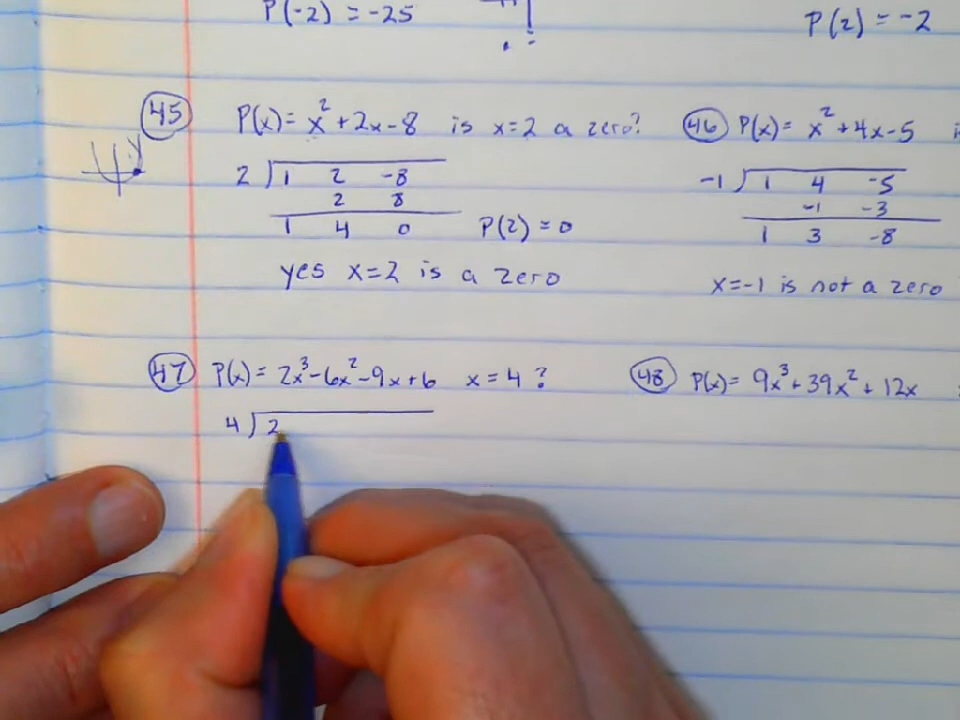 P(-2) = -25
P(2) = -2
45 P(x) = x² + 2x - 8 is x = 2 a zero?
2 ) 1 2 -8
2 8
1 4 0 P(2) = 0
yes x = 2 is a zero
46 P(x) = x² + 4x - 5
-1 ) 1 4 -5
-1 -3
1 3 -8
x = -1 is not a zero
47 P(x) = 2x³ - 6x² - 9x + 6 x = 4 ?
4 ) 2
48 P(x) = 9x³ + 39x² + 12x